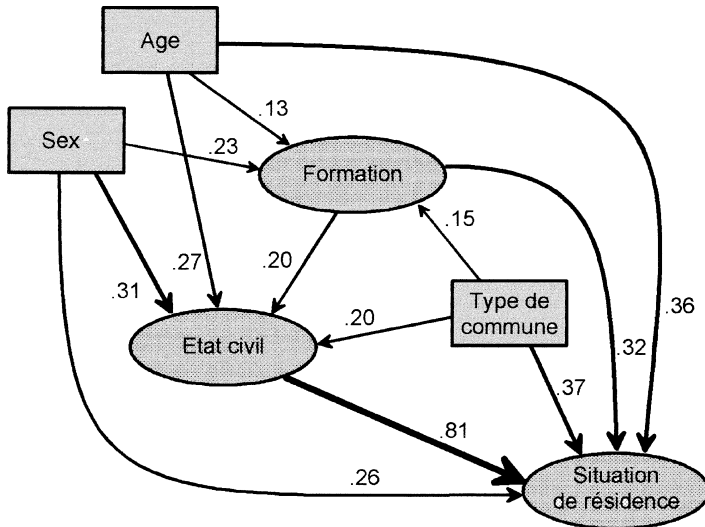 Age
.13
Sex
.23
Formation
.15
.27
.20
.31
Type de
commune
.20
.36
Etat civil
.32
.37
.81
.26
Situation
de résidence